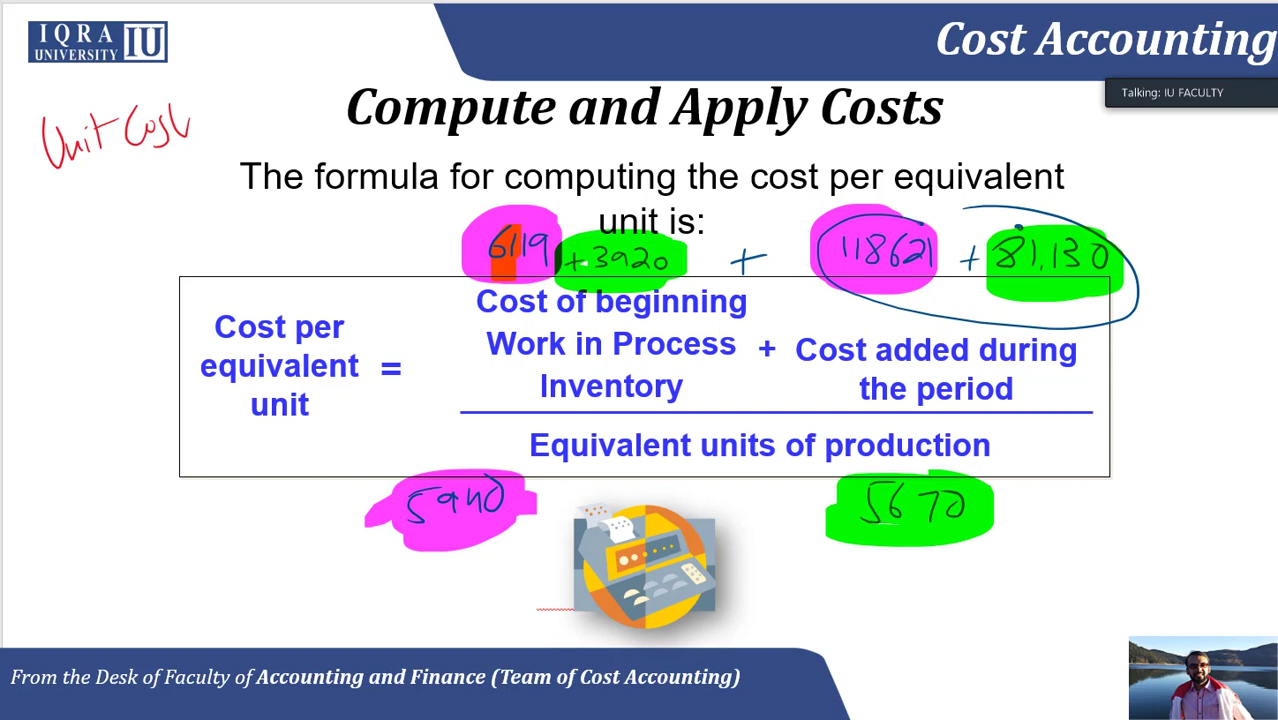 IQRA
UNIVERSITY IU
Cost Accounting
Talking: IU FACULTY
Unit Cost
Compute and Apply Costs
The formula for computing the cost per equivalent
unit is:
6119 + 3920 + 118621 + 81,130
Cost per
equivalent
unit
=
Cost of beginning
Work in Process
Inventory
+
Cost added during
the period
Equivalent units of production
5940
5670
From the Desk of Faculty of Accounting and Finance (Team of Cost Accounting)